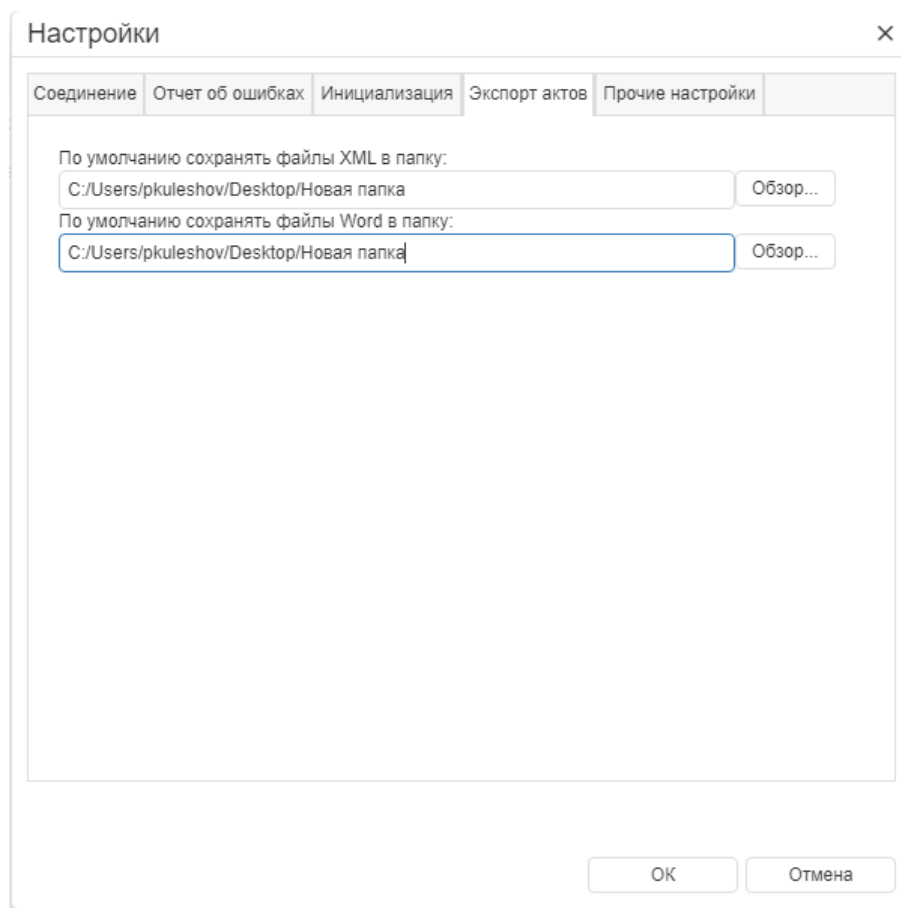 Настройки
Соединение Отчет об ошибках Инициализация Экспорт актов Прочие настройки
По умолчанию сохранять файлы XML в папку:
C:/Users/pkuleshov/Desktop/Новая папка Обзор...
По умолчанию сохранять файлы Word в папку:
C:/Users/pkuleshov/Desktop/Новая папка Обзор...
ОК Отмена